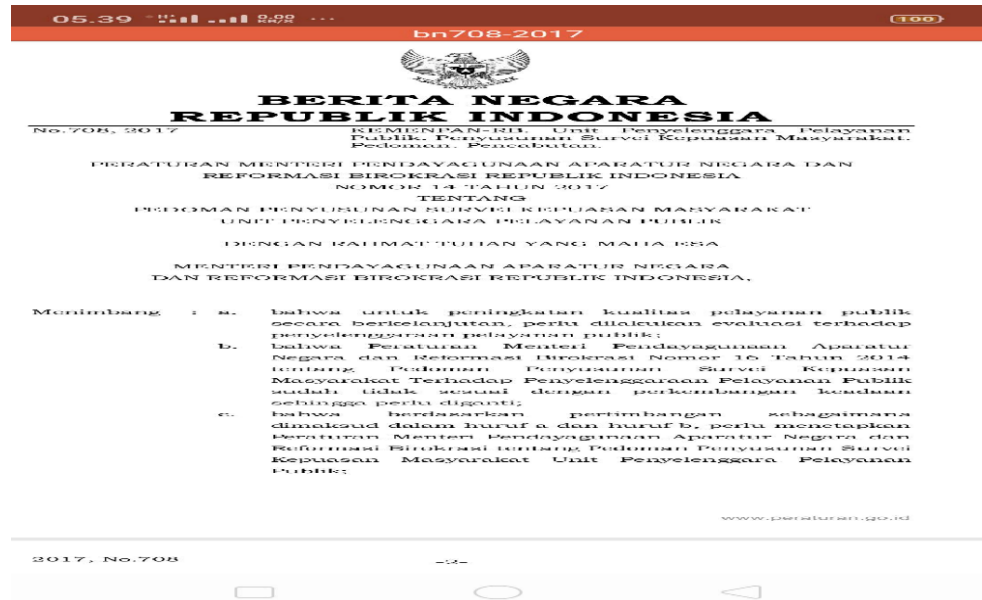 05.39
0.00
KB/S
...
100
bn708-2017
BERITA NEGARA
REPUBLIK INDONESIA
No.708, 2017
KEMENPAN-RB. Unit Penyelenggara Pelayanan
Publik. Penyusunan Survei Kepuasan Masyarakat.
Pedoman. Pencabutan.
PERATURAN MENTERI PENDAYAGUNAAN APARATUR NEGARA DAN
REFORMASI BIROKRASI REPUBLIK INDONESIA
NOMOR 14 TAHUN 2017
TENTANG
PEDOMAN PENYUSUNAN SURVEI KEPUASAN MASYARAKAT
UNIT PENYELENGGARA PELAYANAN PUBLIK
DENGAN RAHMAT TUHAN YANG MAHA ESA
MENTERI PENDAYAGUNAAN APARATUR NEGARA
DAN REFORMASI BIROKRASI REPUBLIK INDONESIA,
Menimbang : a. bahwa untuk peningkatan kualitas pelayanan publik
secara berkelanjutan, perlu dilakukan evaluasi terhadap
penyelenggaraan pelayanan publik;
b. bahwa Peraturan Menteri Pendayagunaan Aparatur
Negara dan Reformasi Birokrasi Nomor 16 Tahun 2014
tentang Pedoman Penyusunan Survei Kepuasan
Masyarakat Terhadap Penyelenggaraan Pelayanan Publik
sudah tidak sesuai dengan perkembangan keadaan
sehingga perlu diganti;
c. bahwa berdasarkan pertimbangan sebagaimana
dimaksud dalam huruf a dan huruf b, perlu menetapkan
Peraturan Menteri Pendayagunaan Aparatur Negara dan
Reformasi Birokrasi tentang Pedoman Penyusunan Survei
Kepuasan Masyarakat Unit Penyelenggara Pelayanan
Publik;
www.peraturan.go.id
2017, No.708
-2-